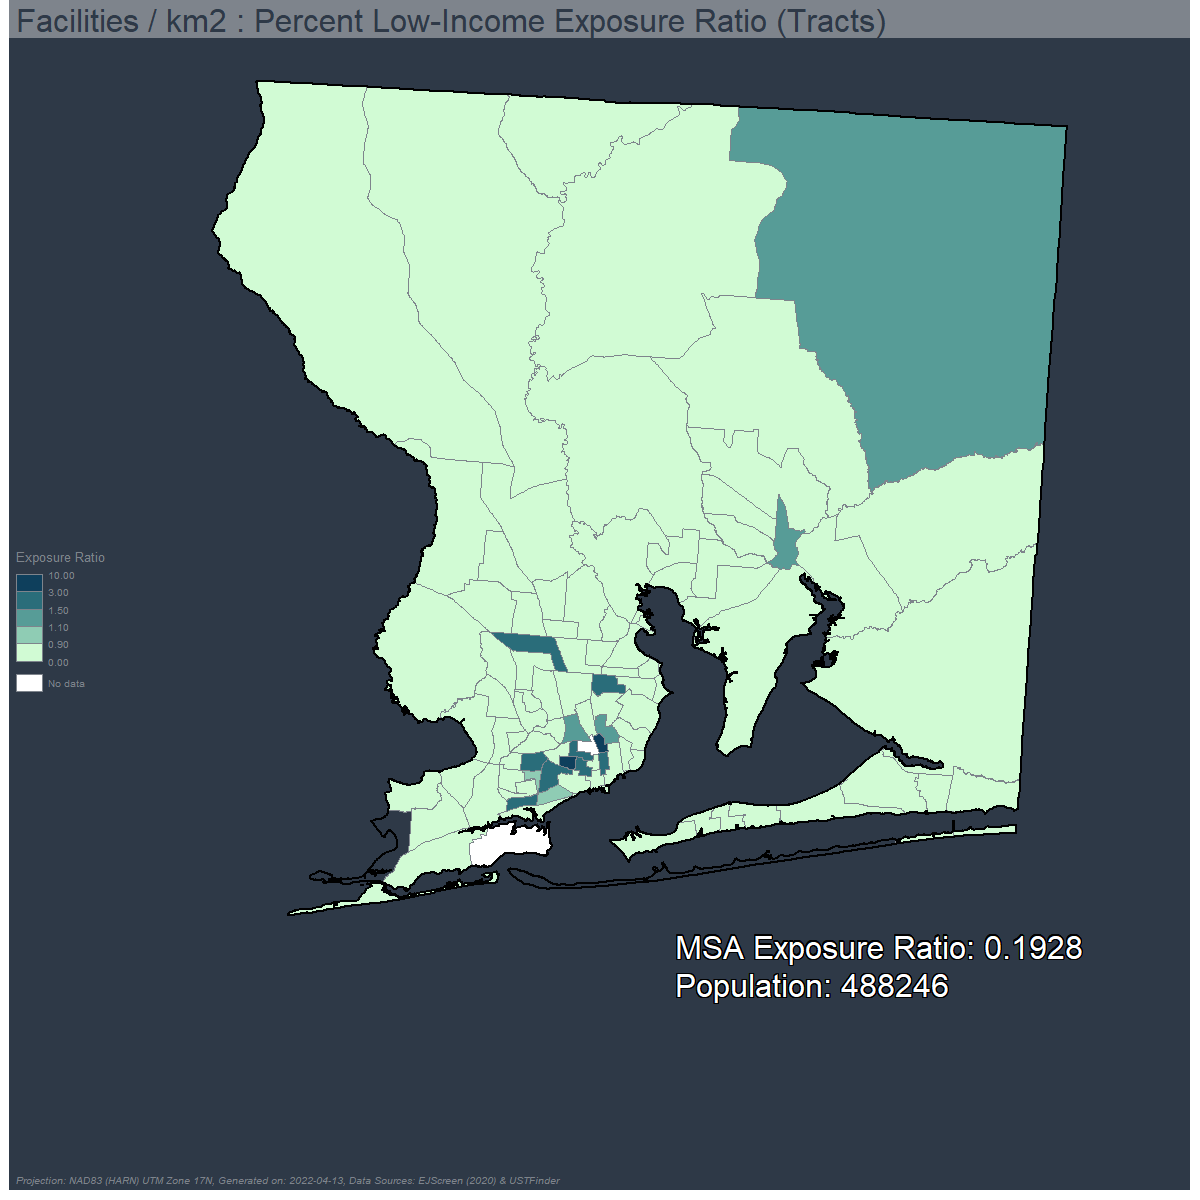 Facilities / km2 : Percent Low-Income Exposure Ratio (Tracts)
Exposure Ratio
10.00
3.00
1.50
1.10
0.90
0.00
No data
MSA Exposure Ratio: 0.1928
Population: 488246
Projection: NAD83 (HARN) UTM Zone 17N, Generated on: 2022-04-13, Data Sources: EJScreen (2020) & USTFinder